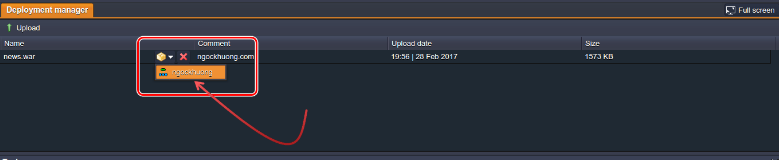 Deployment manager
Full screen
Upload
Name Comment Upload date Size
news.war ngockhuong.com 19:56 | 28 Feb 2017 1573 KB
ngockhuong